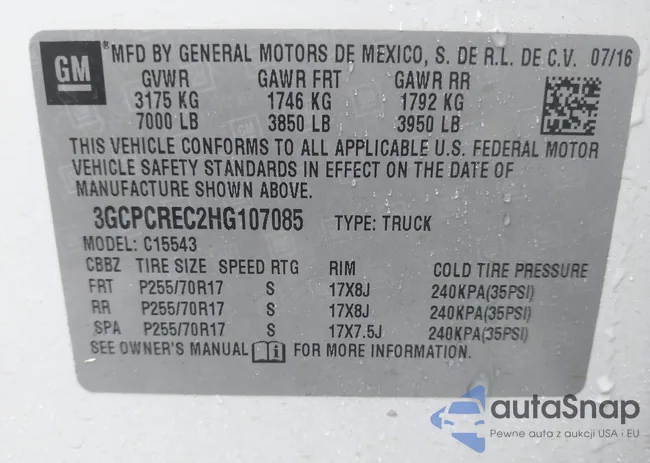 GM
® MFD BY GENERAL MOTORS DE MEXICO, S. DE R.L. DE C.V. 07/16
GVWR GAWR FRT GAWR RR
3175 KG 1746 KG 1792 KG
7000 LB 3850 LB 3950 LB
THIS VEHICLE CONFORMS TO ALL APPLICABLE U.S. FEDERAL MOTOR
VEHICLE SAFETY STANDARDS IN EFFECT ON THE DATE OF
MANUFACTURE SHOWN ABOVE.
3GCPCREC2HG107085 TYPE: TRUCK
MODEL: C15543
CBBZ TIRE SIZE SPEED RTG RIM COLD TIRE PRESSURE
FRT P255/70R17 S 17X8J 240KPA(35PSI)
RR P255/70R17 S 17X8J 240KPA(35PSI)
SPA P255/70R17 S 17X7.5J 240KPA(35PSI)
SEE OWNER'S MANUAL i FOR MORE INFORMATION.
autaSnap
Pewne auta z aukcji USA i EU